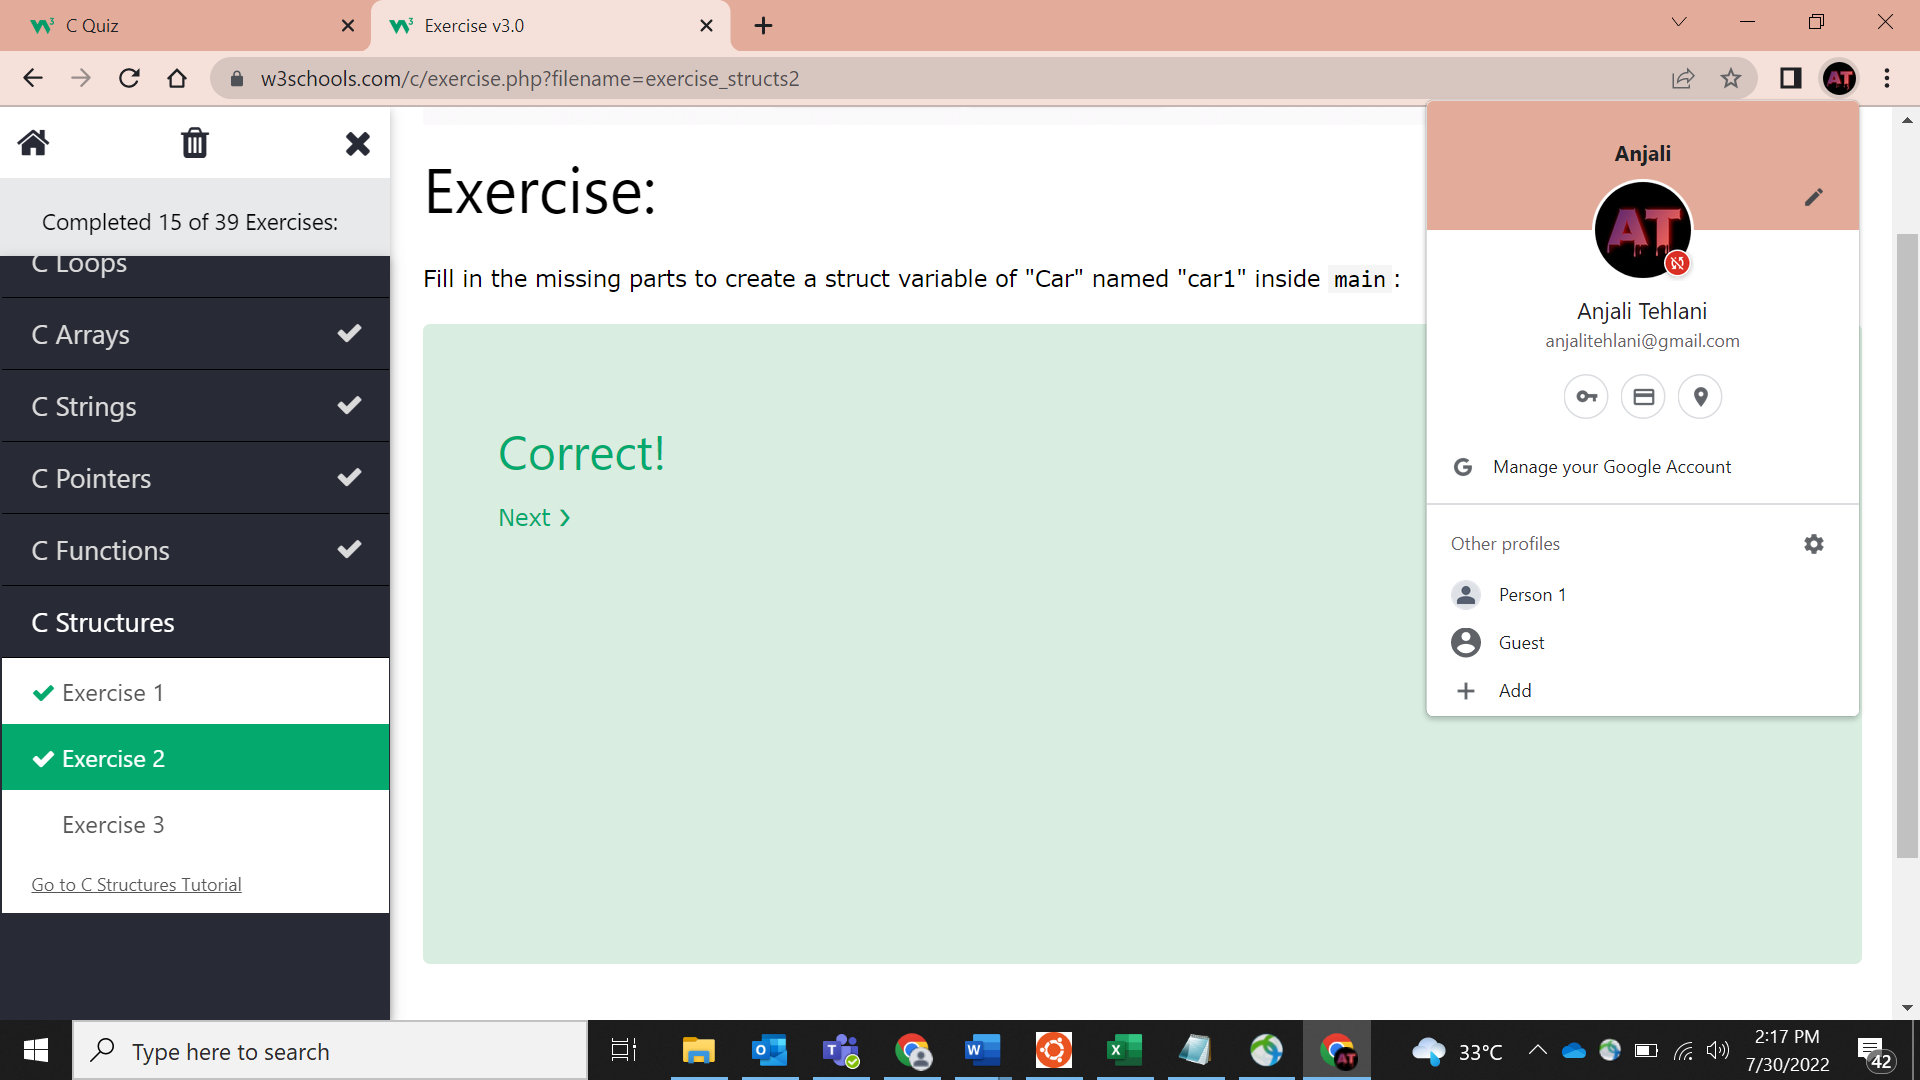 C Quiz
Exercise v3.0
w3schools.com/c/exercise.php?filename=exercise_structs2
AT
Completed 15 of 39 Exercises:
C Loops
C Arrays
C Strings
C Pointers
C Functions
C Structures
Exercise 1
Exercise 2
Exercise 3
Go to C Structures Tutorial
Exercise:
Fill in the missing parts to create a struct variable of "Car" named "car1" inside main:
Correct!
Next ❯
Anjali
AT
Anjali Tehlani
anjalitehlani@gmail.com
G Manage your Google Account
Other profiles
Person 1
Guest
Add
Type here to search
33°C
2:17 PM
7/30/2022
42